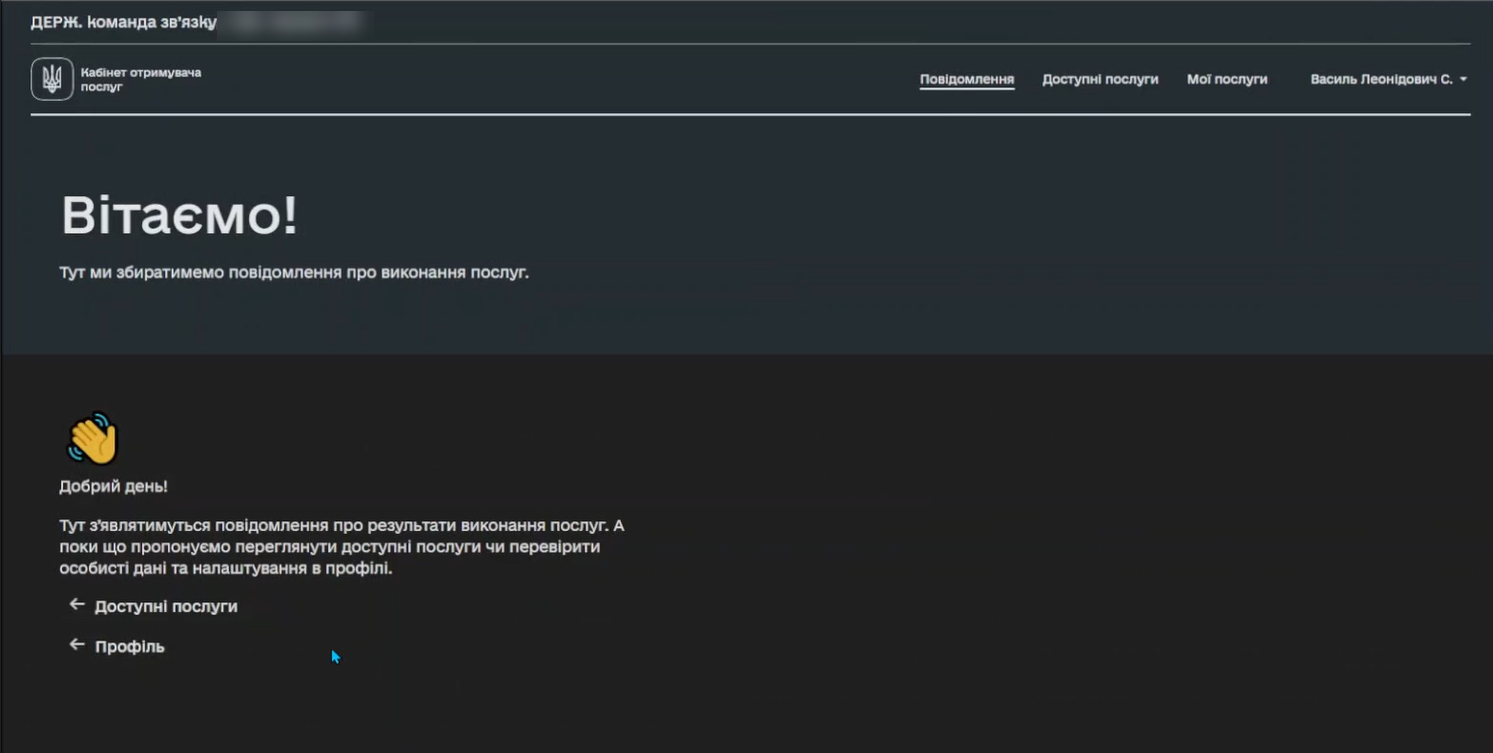 ДЕРЖ. команда зв'язку
Кабінет отримувача
послуг
Повідомлення
Доступні послуги
Мої послуги
Василь Леонідович С.
Вітаємо!
Тут ми збиратимемо повідомлення про виконання послуг.
Добрий день!
Тут з'являтимуться повідомлення про результати виконання послуг. А
поки що пропонуємо переглянути доступні послуги чи перевірити
особисті дані та налаштування в профілі.
← Доступні послуги
← Профіль